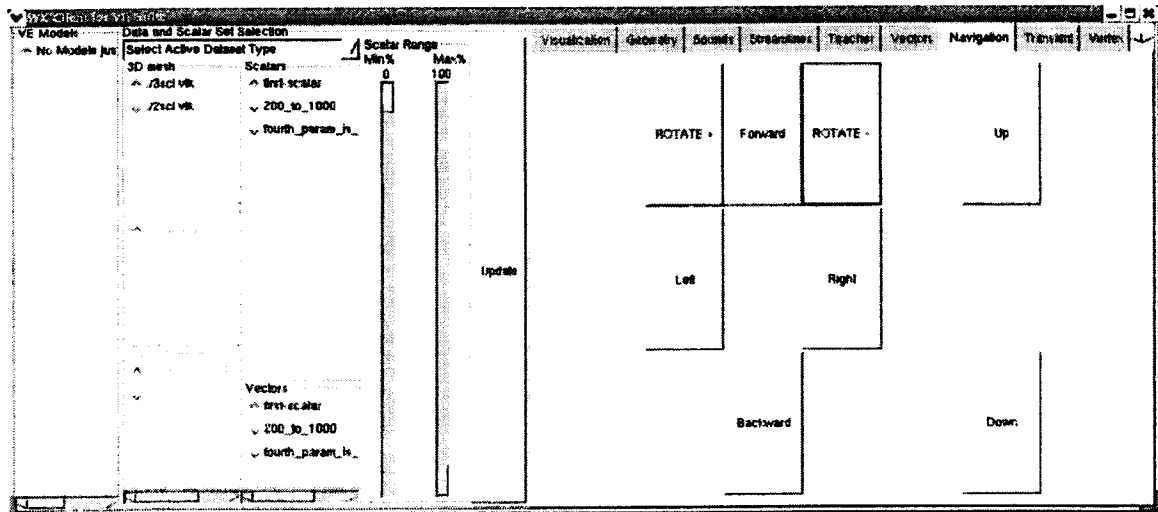 VE Models
No Models jus
Data and Scalar Set Selection
Select Active Dataset Type
3D mesh
./3scl.vtk
./2scl.vtk
Scalars
first-scalar
200_to_1000
fourth_param_is_
Vectors
first-scalar
200_to_1000
fourth_param_is_
Scalar Range
Min%
Max%
0
100
Update
Visualization
Geometry
Sounds
Streamlines
Teacher
Vectors
Navigation
Transient
Vertex
ROTATE
Forward
ROTATE -
Up
Left
Right
Backward
Down